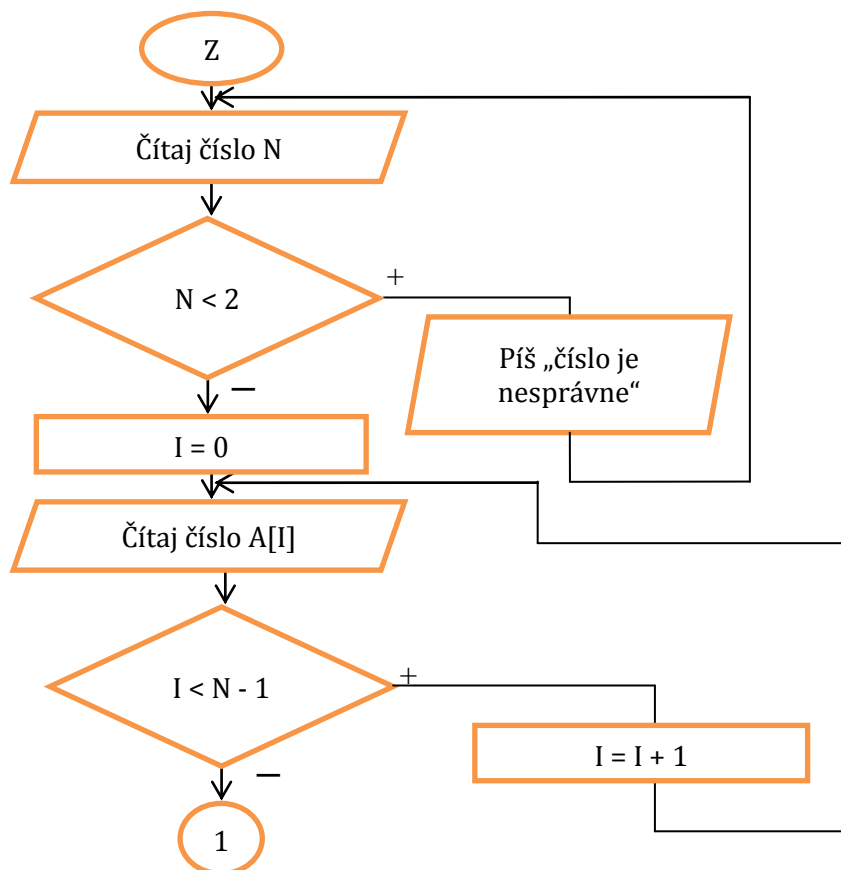 Z
Čítaj číslo N
N < 2
+
Píš „číslo je
nesprávne“
–
I = 0
Čítaj číslo A[I]
I < N - 1
+
I = I + 1
–
1